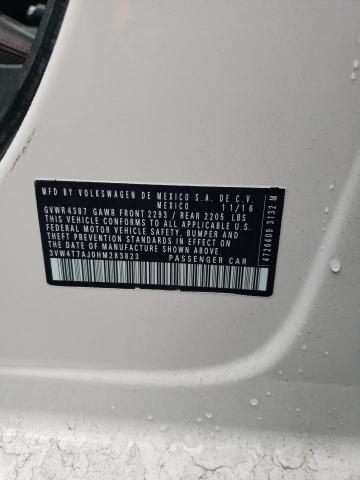 MFD. BY VOLKSWAGEN DE MEXICO S.A. DE C.V.
MEXICO 11/16
GVWR 4387 GAWR FRONT 2293 / REAR 2205 LBS
THIS VEHICLE CONFORMS TO ALL APPLICABLE U.S.
FEDERAL MOTOR VEHICLE SAFETY, BUMPER AND
THEFT PREVENTION STANDARDS IN EFFECT ON THE
DATE OF MANUFACTURE SHOWN ABOVE.
3VW4T7AJ0HM283823 PASSENGER CAR
4726409 3132 M